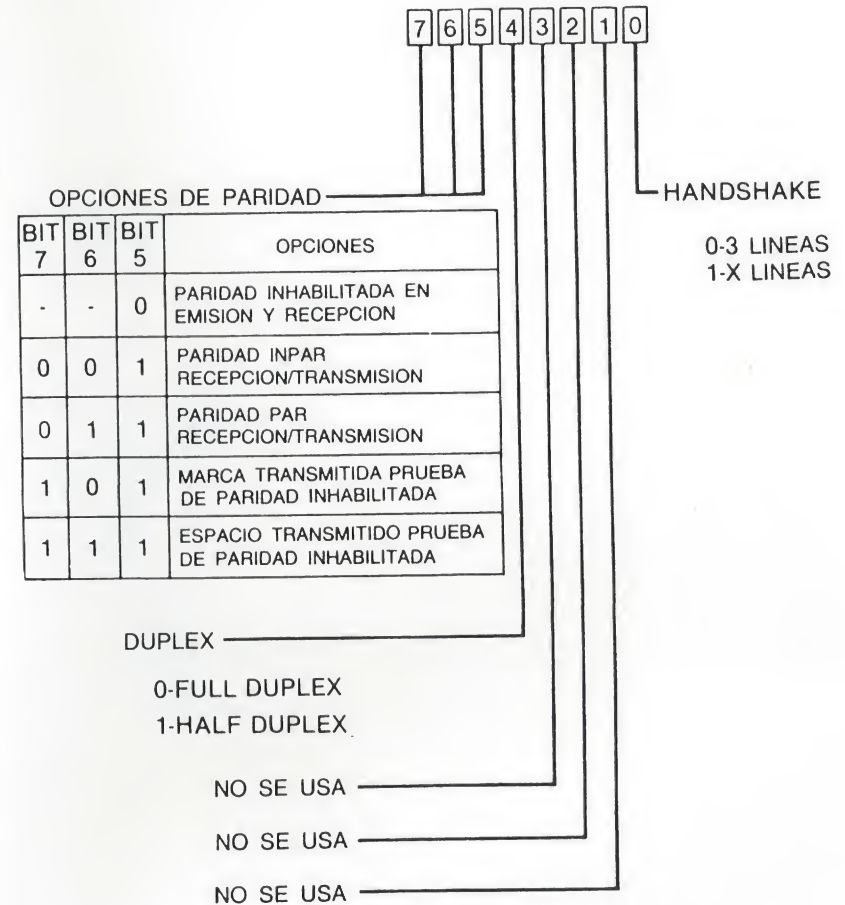 7 6 5 4 3 2 1 0
OPCIONES DE PARIDAD
HANDSHAKE
0-3 LINEAS
1-X LINEAS
BIT 7 BIT 6 BIT 5 OPCIONES
- - 0 PARIDAD INHABILITADA EN
EMISION Y RECEPCION
0 0 1 PARIDAD INPAR
RECEPCION/TRANSMISION
0 1 1 PARIDAD PAR
RECEPCION/TRANSMISION
1 0 1 MARCA TRANSMITIDA PRUEBA
DE PARIDAD INHABILITADA
1 1 1 ESPACIO TRANSMITIDO PRUEBA
DE PARIDAD INHABILITADA
DUPLEX
0-FULL DUPLEX
1-HALF DUPLEX
NO SE USA
NO SE USA
NO SE USA